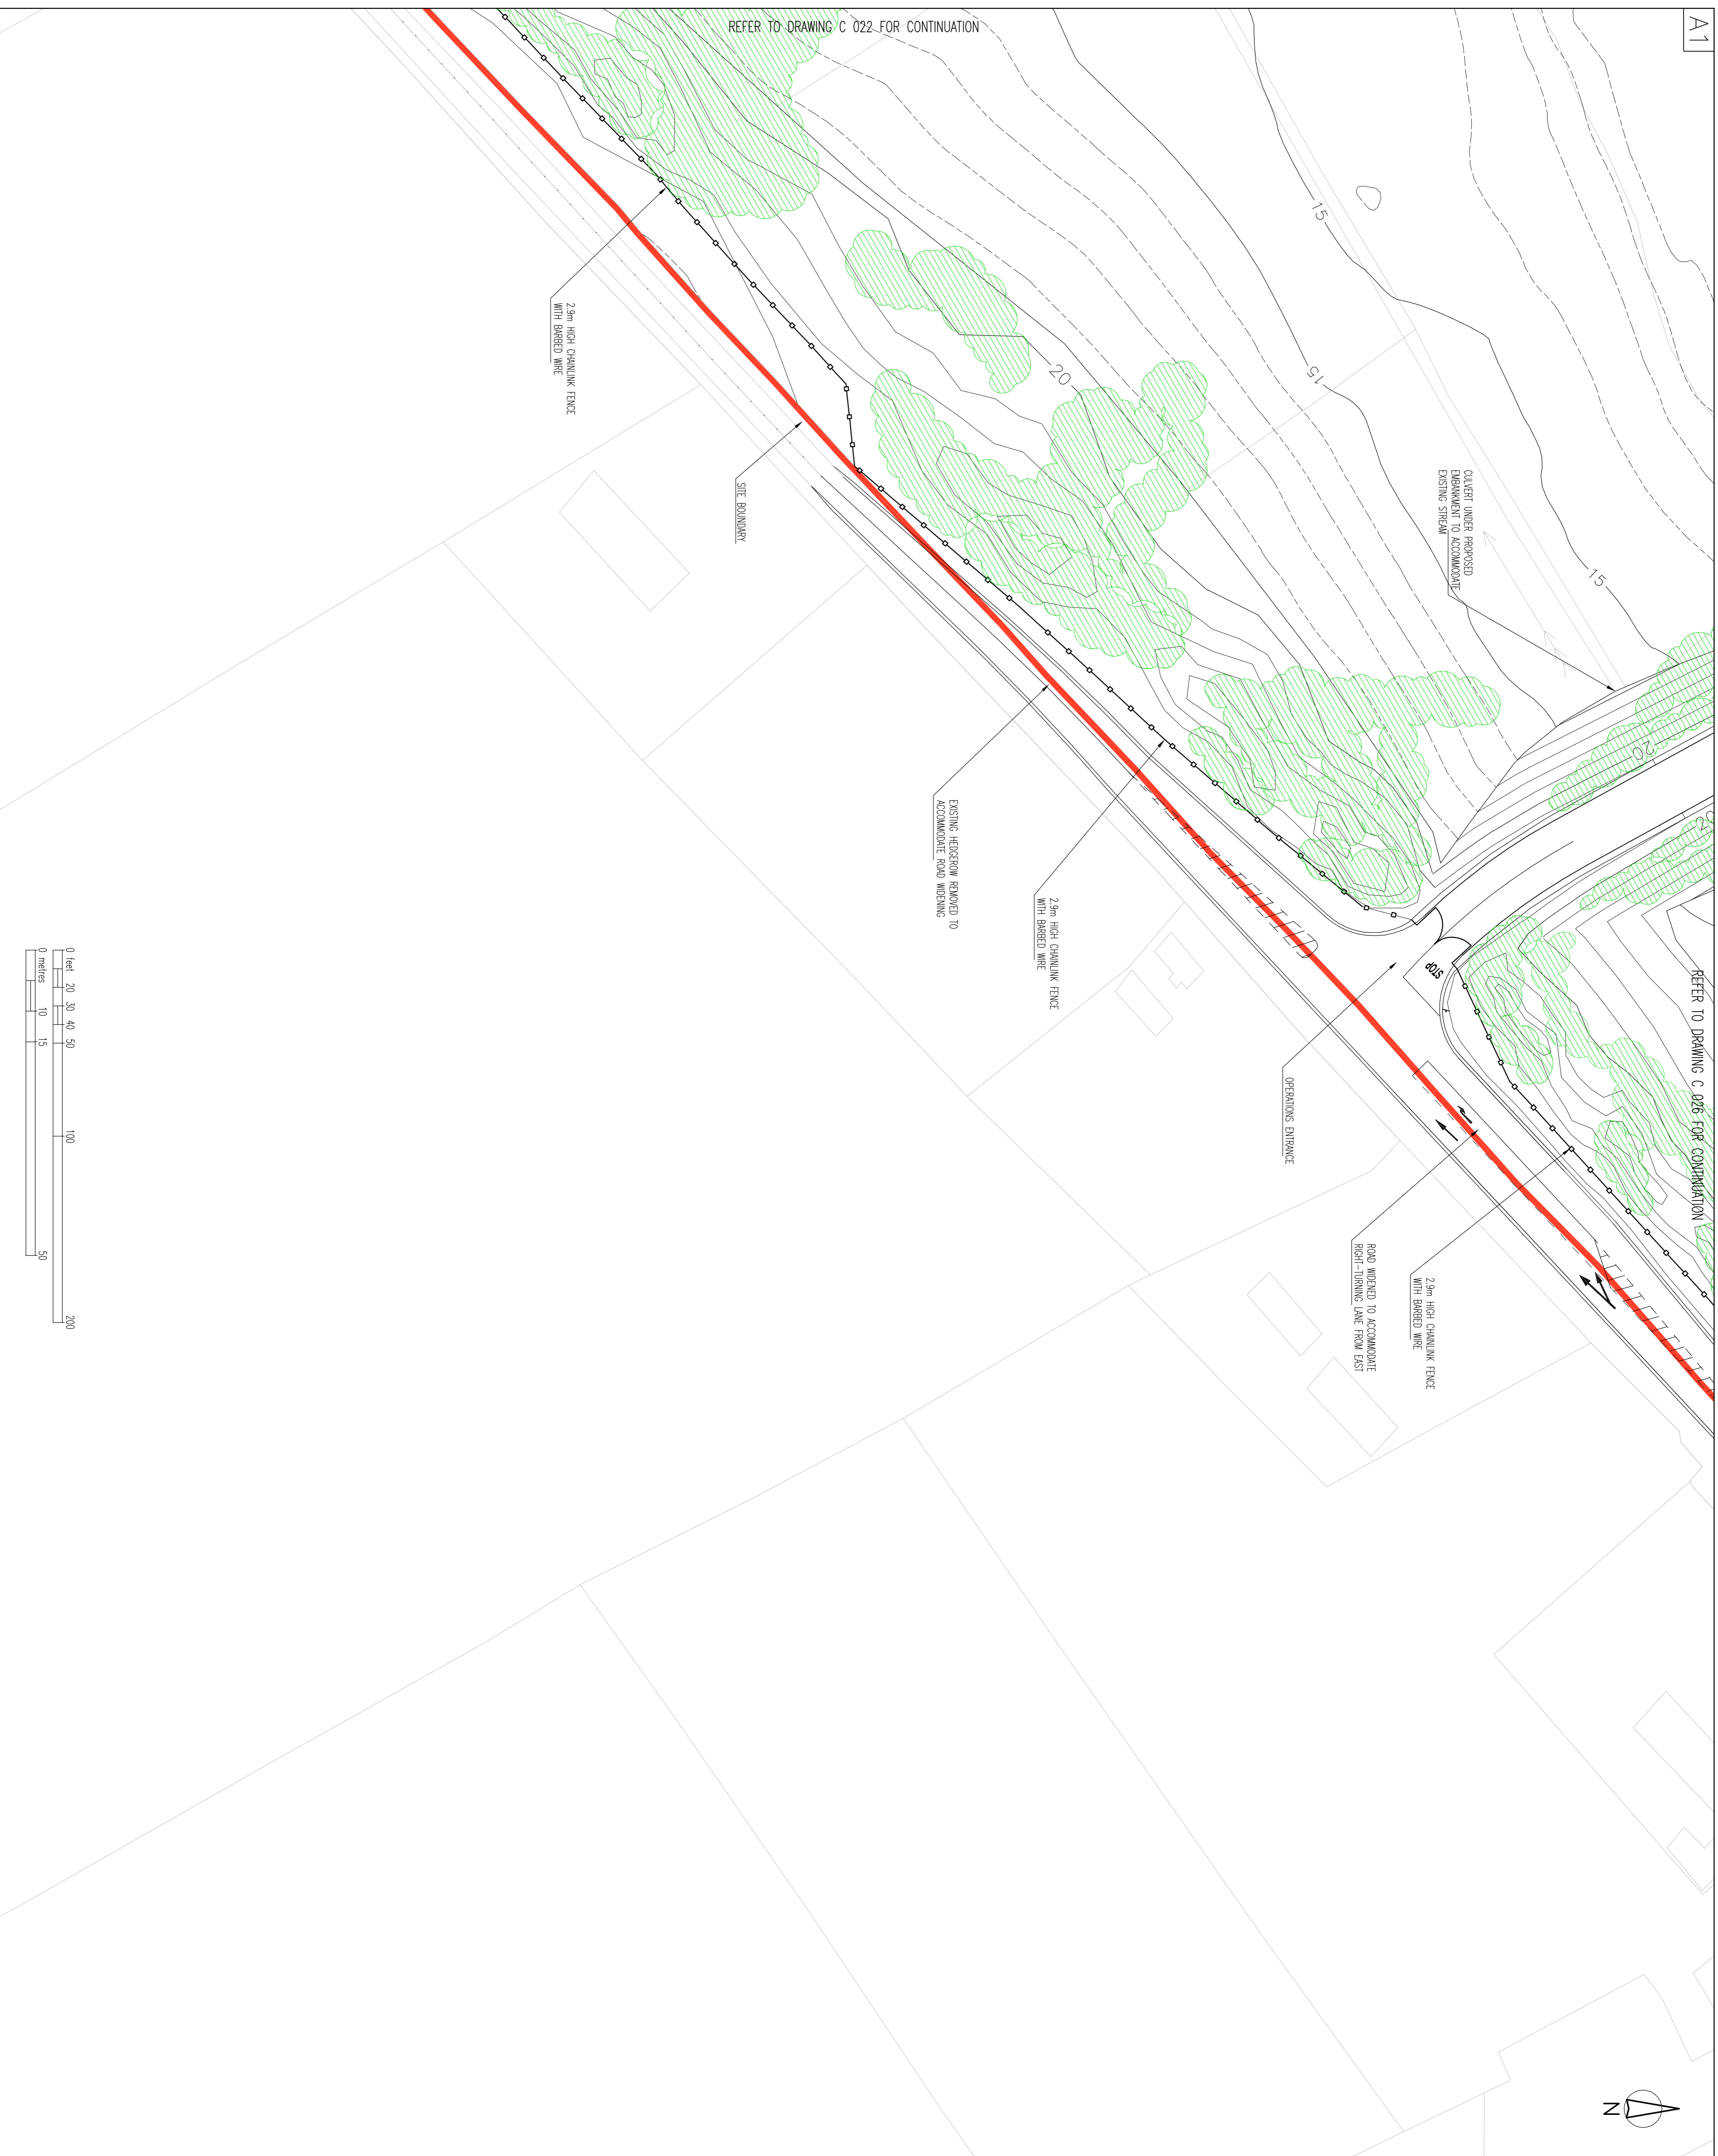 A1
REFER TO DRAWING C 022 FOR CONTINUATION
REFER TO DRAWING C 026 FOR CONTINUATION
CULVERT UNDER PROPOSED
EMBANKMENT TO ACCOMMODATE
EXISTING STREAM
15
15
15
20
20
20
2.9m HIGH CHAINLINK FENCE
WITH BARBED WIRE
SITE BOUNDARY
EXISTING HEDGEROW REMOVED TO
ACCOMMODATE ROAD WIDENING
2.9m HIGH CHAINLINK FENCE
WITH BARBED WIRE
STOP
OPERATIONS ENTRANCE
ROAD WIDENED TO ACCOMMODATE
RIGHT-TURNING LANE FROM EAST
2.9m HIGH CHAINLINK FENCE
WITH BARBED WIRE
0 feet 20 30 40 50 100 200
0 metres 10 15 50
N